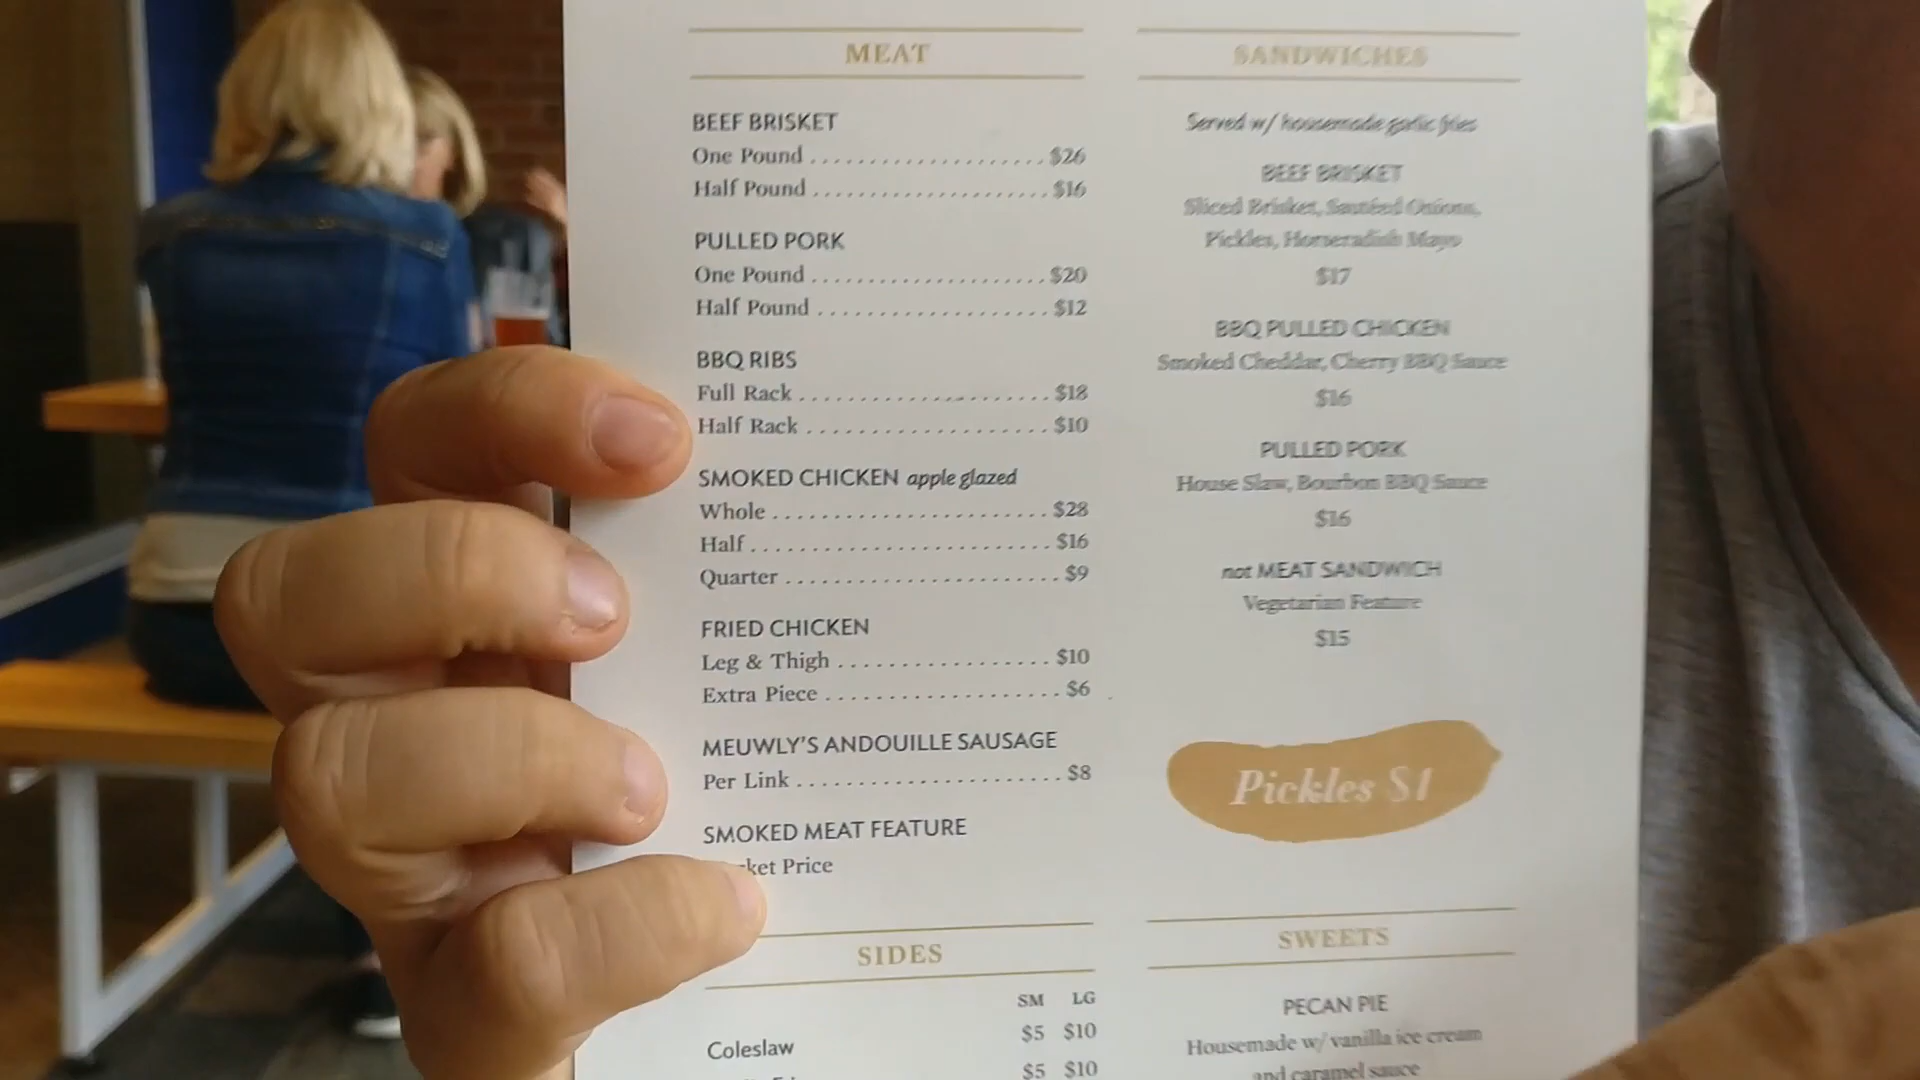 MEAT
BEEF BRISKET
One Pound ..................... $26
Half Pound .................... $16
PULLED PORK
One Pound ..................... $20
Half Pound .................... $12
BBQ RIBS
Full Rack ...................... $18
Half Rack ..................... $10
SMOKED CHICKEN apple glazed
Whole ......................... $28
Half ........................... $16
Quarter ......................... $9
FRIED CHICKEN
Leg & Thigh .................. $10
Extra Piece ..................... $6
MEUWLY'S ANDOUILLE SAUSAGE
Per Link ........................ $8
SMOKED MEAT FEATURE
ket Price
SIDES
SM LG
Coleslaw $5 $10
$5 $10
SANDWICHES
Served w/ housemade garlic fries
BEEF BRISKET
Sliced Brisket, Sautéed Onions,
Pickles, Horseradish Mayo
$17
BBQ PULLED CHICKEN
Smoked Cheddar, Cherry BBQ Sauce
$16
PULLED PORK
House Slaw, Bourbon BBQ Sauce
$16
not MEAT SANDWICH
Vegetarian Feature
$15
Pickles $1
SWEETS
PECAN PIE
Housemade w/ vanilla ice cream
and caramel sauce